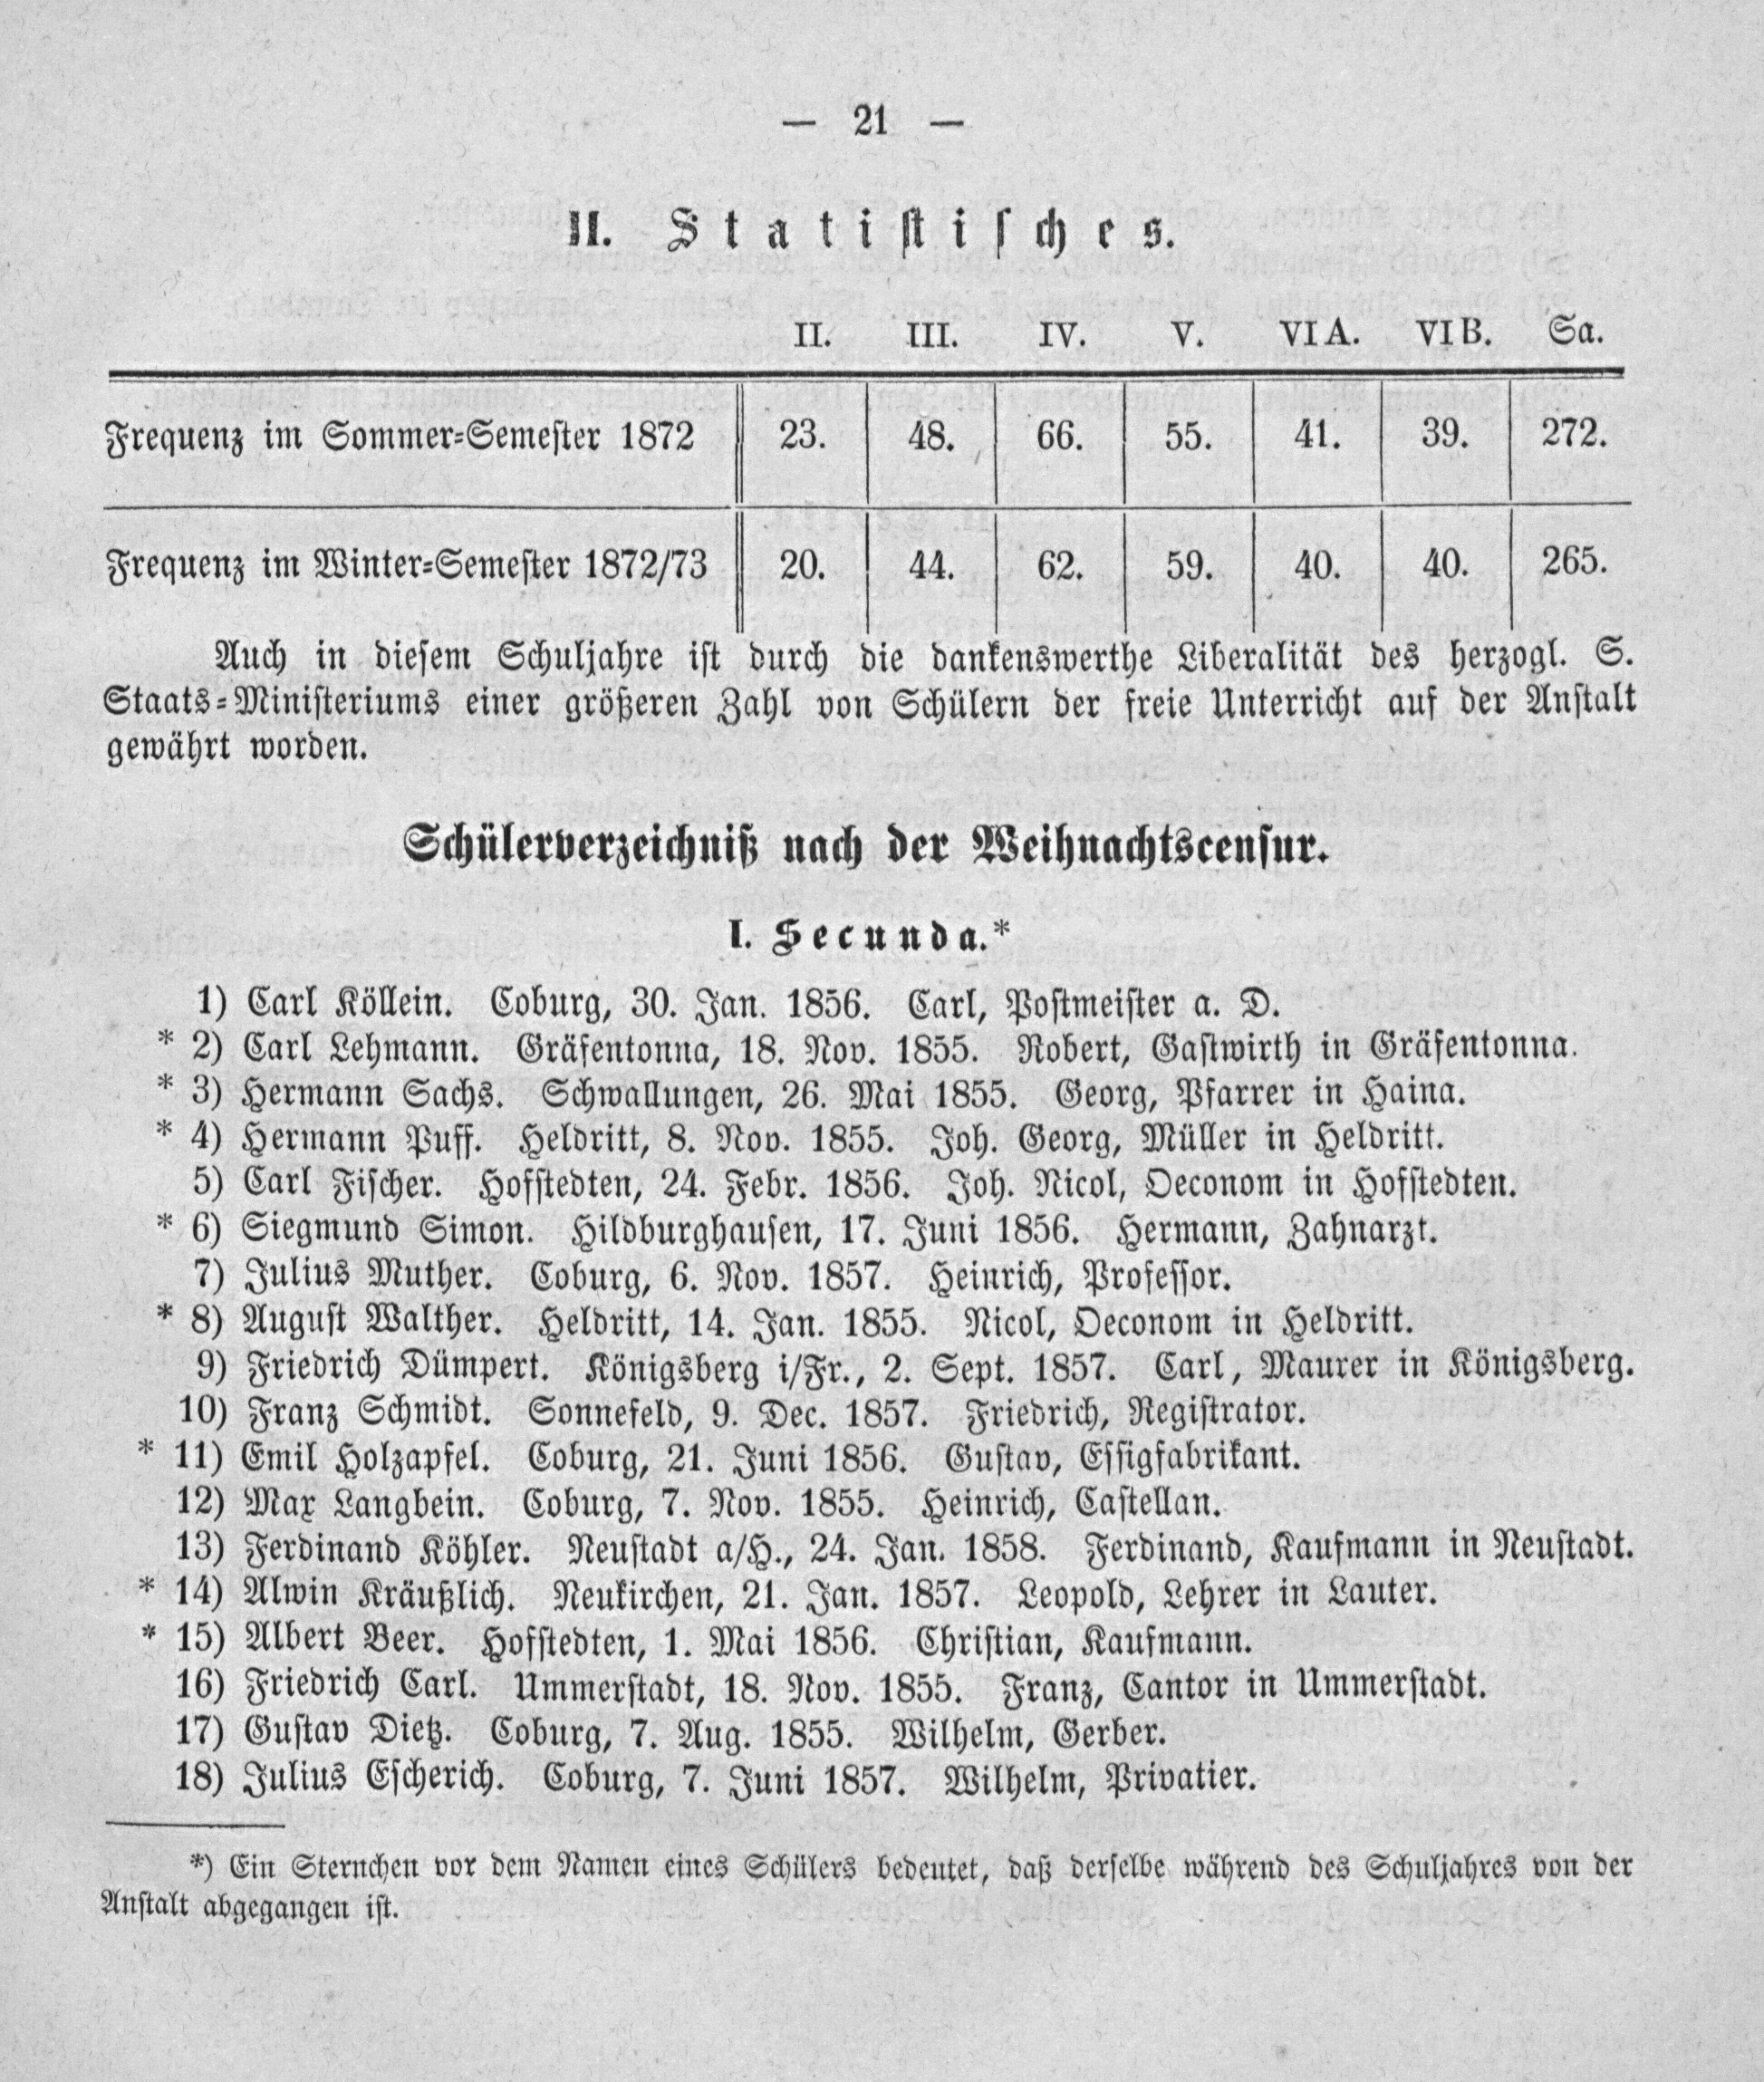 — 21 —
II. Statistisches.
II. III. IV. V. VI A. VI B. Sa.
Frequenz im Sommer-Semester 1872 23. 48. 66. 55. 41. 39. 272.
Frequenz im Winter-Semester 1872/73 20. 44. 62. 59. 40. 40. 265.
Auch in diesem Schuljahre ist durch die dankenswerthe Liberalität des herzogl. S.
Staats-Ministeriums einer größeren Zahl von Schülern der freie Unterricht auf der Anstalt
gewährt worden.
Schülerverzeichniß nach der Weihnachtscensur.
I. Secunda.*
1) Carl Köllein. Coburg, 30. Jan. 1856. Carl, Postmeister a. D.
* 2) Carl Lehmann. Gräfentonna, 18. Nov. 1855. Robert, Gastwirth in Gräfentonna.
* 3) Hermann Sachs. Schwallungen, 26. Mai 1855. Georg, Pfarrer in Haina.
* 4) Hermann Puff. Heldritt, 8. Nov. 1855. Joh. Georg, Müller in Heldritt.
5) Carl Fischer. Hofstedten, 24. Febr. 1856. Joh. Nicol, Oeconom in Hofstedten.
* 6) Siegmund Simon. Hildburghausen, 17. Juni 1856. Hermann, Zahnarzt.
7) Julius Muther. Coburg, 6. Nov. 1857. Heinrich, Professor.
* 8) August Walther. Heldritt, 14. Jan. 1855. Nicol, Oeconom in Heldritt.
9) Friedrich Dümpert. Königsberg i/Fr., 2. Sept. 1857. Carl, Maurer in Königsberg.
10) Franz Schmidt. Sonnefeld, 9. Dec. 1857. Friedrich, Registrator.
* 11) Emil Holzapfel. Coburg, 21. Juni 1856. Gustav, Essigfabrikant.
12) Max Langbein. Coburg, 7. Nov. 1855. Heinrich, Castellan.
13) Ferdinand Köhler. Neustadt a/H., 24. Jan. 1858. Ferdinand, Kaufmann in Neustadt.
* 14) Alwin Kräußlich. Neukirchen, 21. Jan. 1857. Leopold, Lehrer in Lauter.
* 15) Albert Beer. Hofstedten, 1. Mai 1856. Christian, Kaufmann.
16) Friedrich Carl. Ummerstadt, 18. Nov. 1855. Franz, Cantor in Ummerstadt.
17) Gustav Dietz. Coburg, 7. Aug. 1855. Wilhelm, Gerber.
18) Julius Escherich. Coburg, 7. Juni 1857. Wilhelm, Privatier.
*) Ein Sternchen vor dem Namen eines Schülers bedeutet, daß derselbe während des Schuljahres von der
Anstalt abgegangen ist.